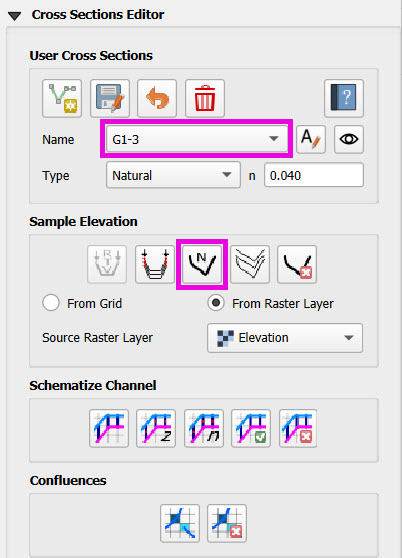 Cross Sections Editor
User Cross Sections
?
Name G1-3 A
Type Natural n 0.040
Sample Elevation
N
From Grid From Raster Layer
Source Raster Layer Elevation
Schematize Channel
z n
Confluences